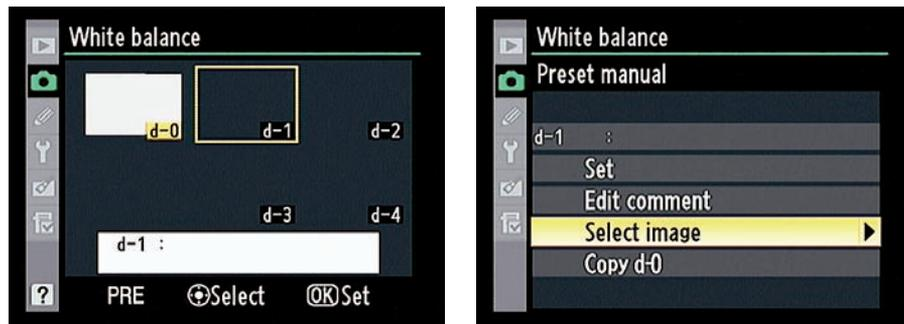 White balance
d-0
d-1
d-2
d-3
d-4
d-1 :
?
PRE
Select
OK Set
White balance
Preset manual
d-1 :
Set
Edit comment
Select image
Copy d-0